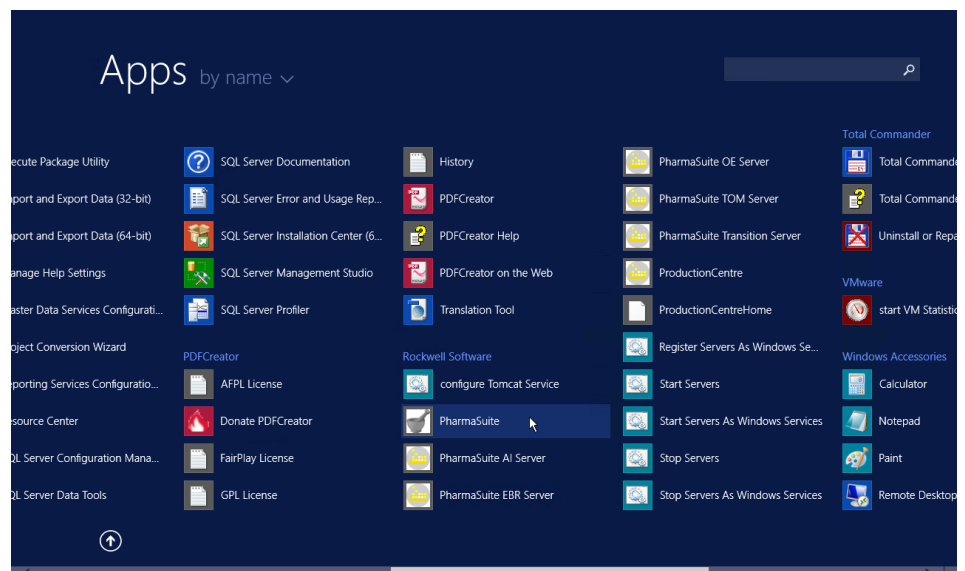 Apps by name
ecute Package Utility
port and Export Data (32-bit)
port and Export Data (64-bit)
anage Help Settings
aster Data Services Configurati...
oject Conversion Wizard
eporting Services Configuratio...
esource Center
QL Server Configuration Mana...
QL Server Data Tools
SQL Server Documentation
SQL Server Error and Usage Rep...
SQL Server Installation Center (6...
SQL Server Management Studio
SQL Server Profiler
PDFCreator
AFPL License
Donate PDFCreator
FairPlay License
GPL License
History
PDFCreator
PDFCreator Help
PDFCreator on the Web
Translation Tool
Rockwell Software
configure Tomcat Service
PharmaSuite
PharmaSuite AI Server
PharmaSuite EBR Server
PharmaSuite OE Server
PharmaSuite TOM Server
PharmaSuite Transition Server
ProductionCentre
ProductionCentreHome
Register Servers As Windows Se...
Start Servers
Start Servers As Windows Services
Stop Servers
Stop Servers As Windows Services
Total Commander
Total Commande
Total Commande
Uninstall or Repa
VMware
start VM Statistic
Windows Accessories
Calculator
Notepad
Paint
Remote Desktop